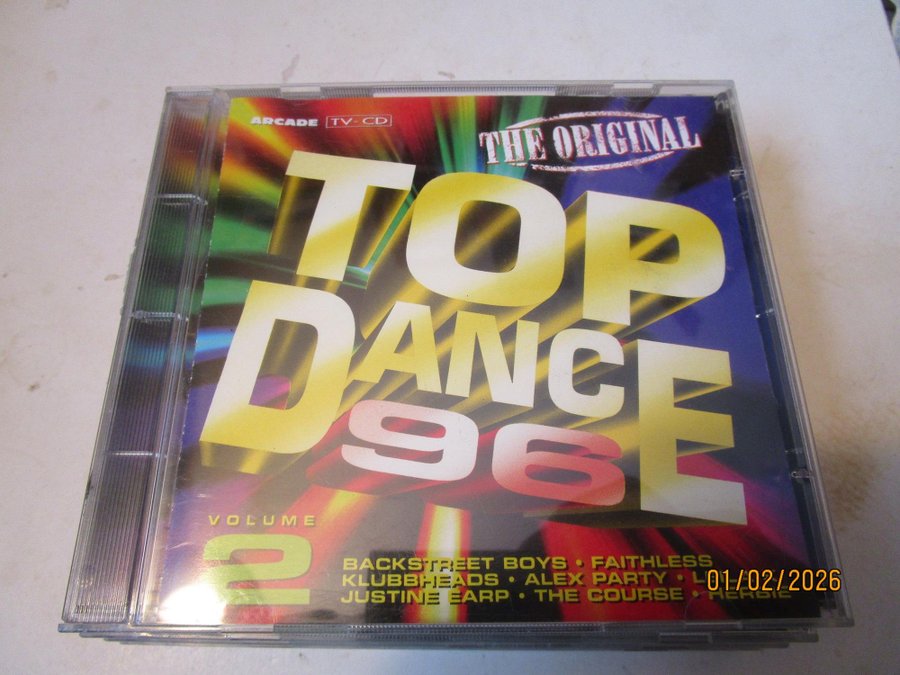 ARCADE TV-CD
THE ORIGINAL
TOP
DANCE
96
VOLUME
2
BACKSTREET BOYS • FAITHLESS
KLUBBHEADS • ALEX PARTY •
JUSTINE EARP • THE COURSE • HERBIE
01/02/2026